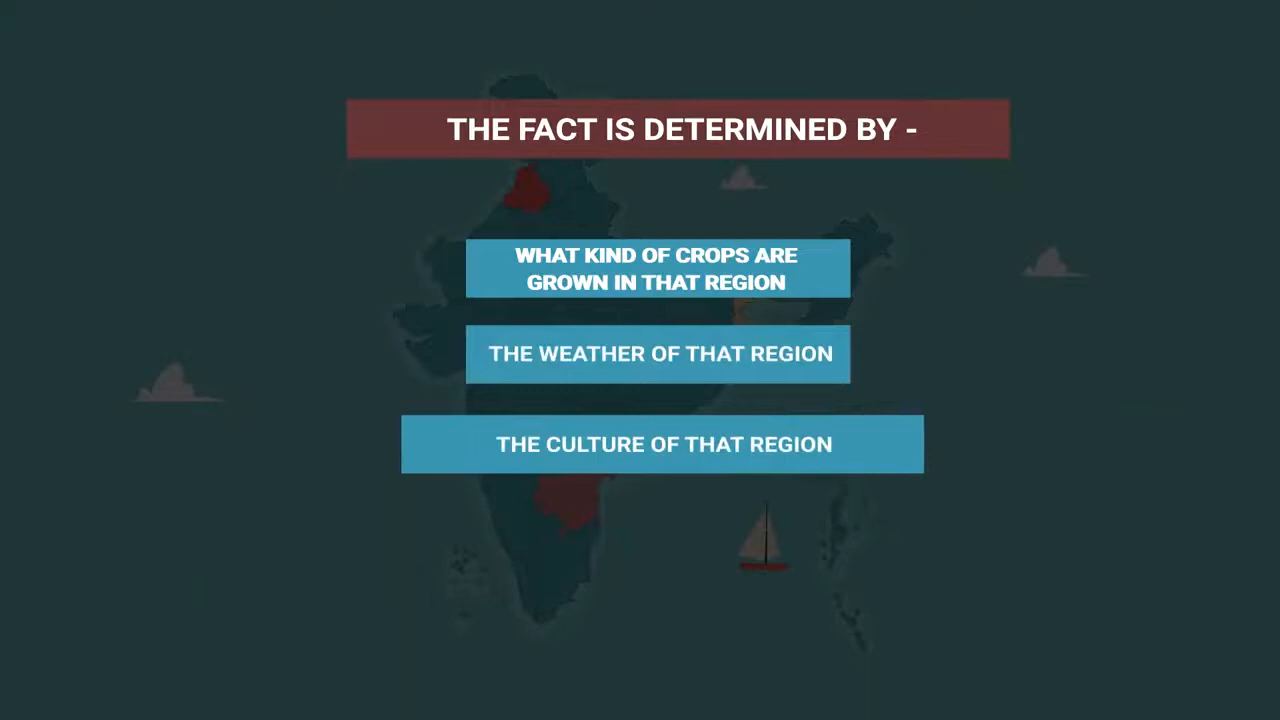 THE FACT IS DETERMINED BY -
WHAT KIND OF CROPS ARE
GROWN IN THAT REGION
THE WEATHER OF THAT REGION
THE CULTURE OF THAT REGION